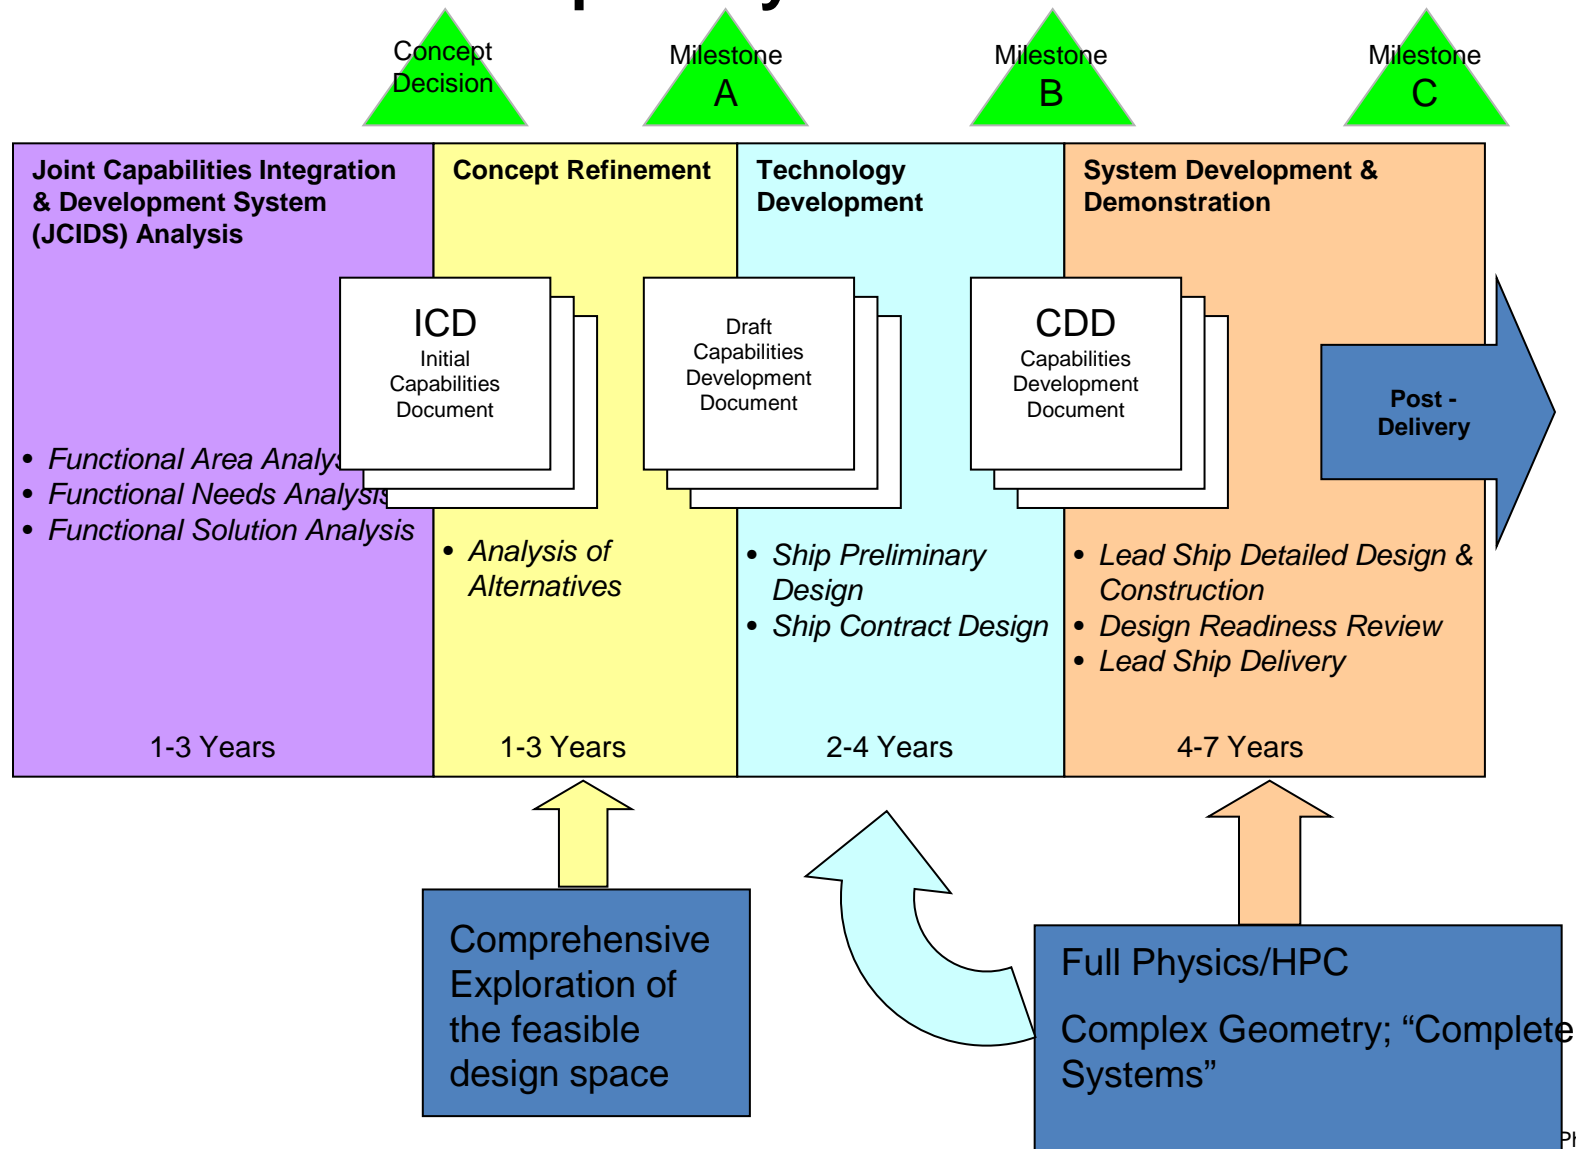 Concept
Decision
Milestone
A
Milestone
B
Milestone
C
Joint Capabilities Integration
& Development System
(JCIDS) Analysis
Concept Refinement
Technology
Development
System Development &
Demonstration
ICD
Initial
Capabilities
Document
Draft
Capabilities
Development
Document
CDD
Capabilities
Development
Document
Post -
Delivery
• Functional Area Analys
• Functional Needs Analysis
• Functional Solution Analysis
• Analysis of
Alternatives
• Ship Preliminary
Design
• Ship Contract Design
• Lead Ship Detailed Design &
Construction
• Design Readiness Review
• Lead Ship Delivery
1-3 Years
1-3 Years
2-4 Years
4-7 Years
Comprehensive
Exploration of
the feasible
design space
Full Physics/HPC
Complex Geometry; “Complete
Systems”